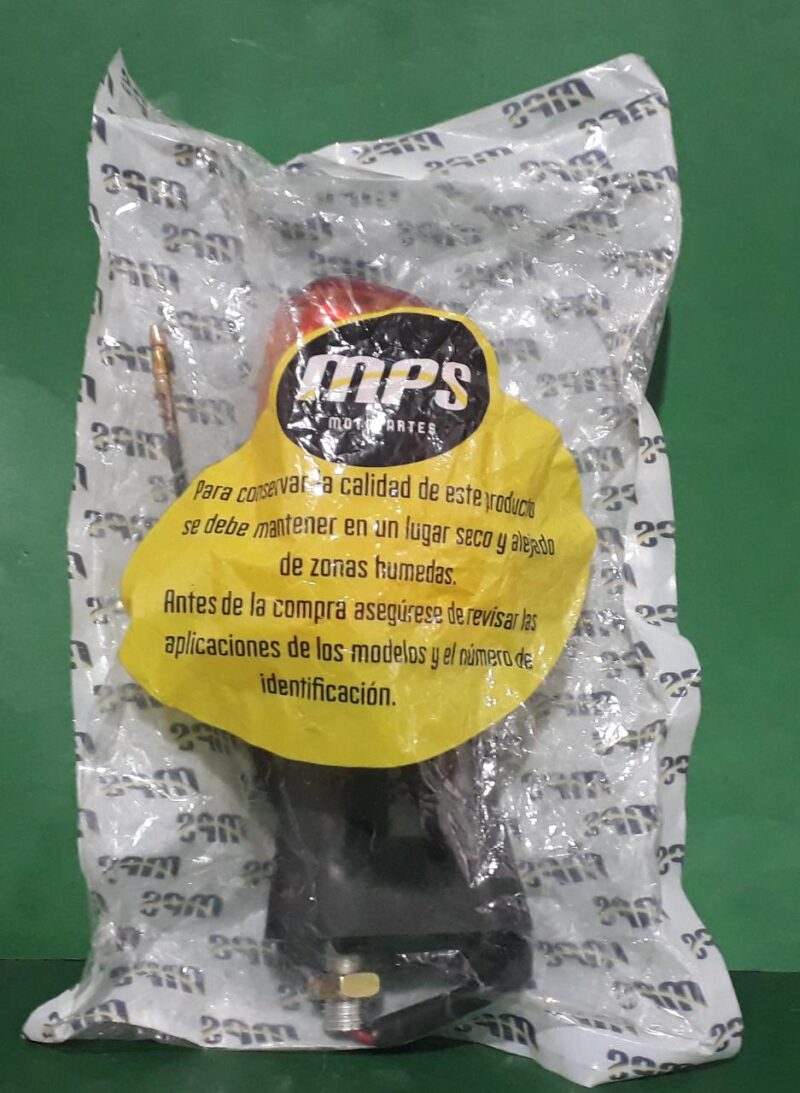 MPS
MOTOPARTES
Para conservar la calidad de este producto
se debe mantener en un lugar seco y alejado
de zonas humedas.
Antes de la compra asegúrese de revisar las
aplicaciones de los modelos y el número de
identificación.